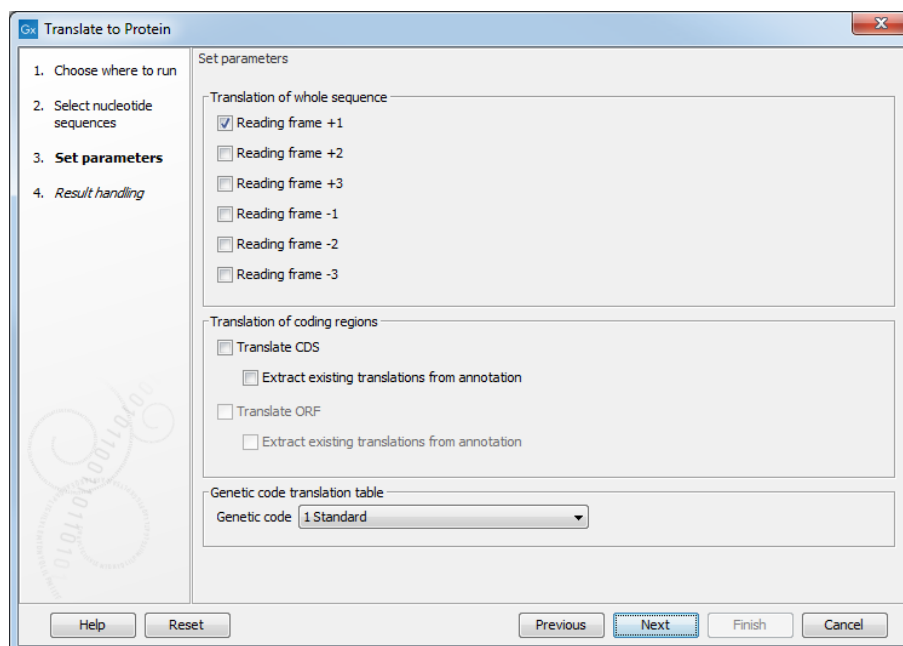 Gx Translate to Protein
1. Choose where to run
2. Select nucleotide
sequences
3. Set parameters
4. Result handling
Set parameters
Translation of whole sequence
Reading frame +1
Reading frame +2
Reading frame +3
Reading frame -1
Reading frame -2
Reading frame -3
Translation of coding regions
Translate CDS
Extract existing translations from annotation
Translate ORF
Extract existing translations from annotation
Genetic code translation table
Genetic code 1 Standard
Help Reset Previous Next Finish Cancel